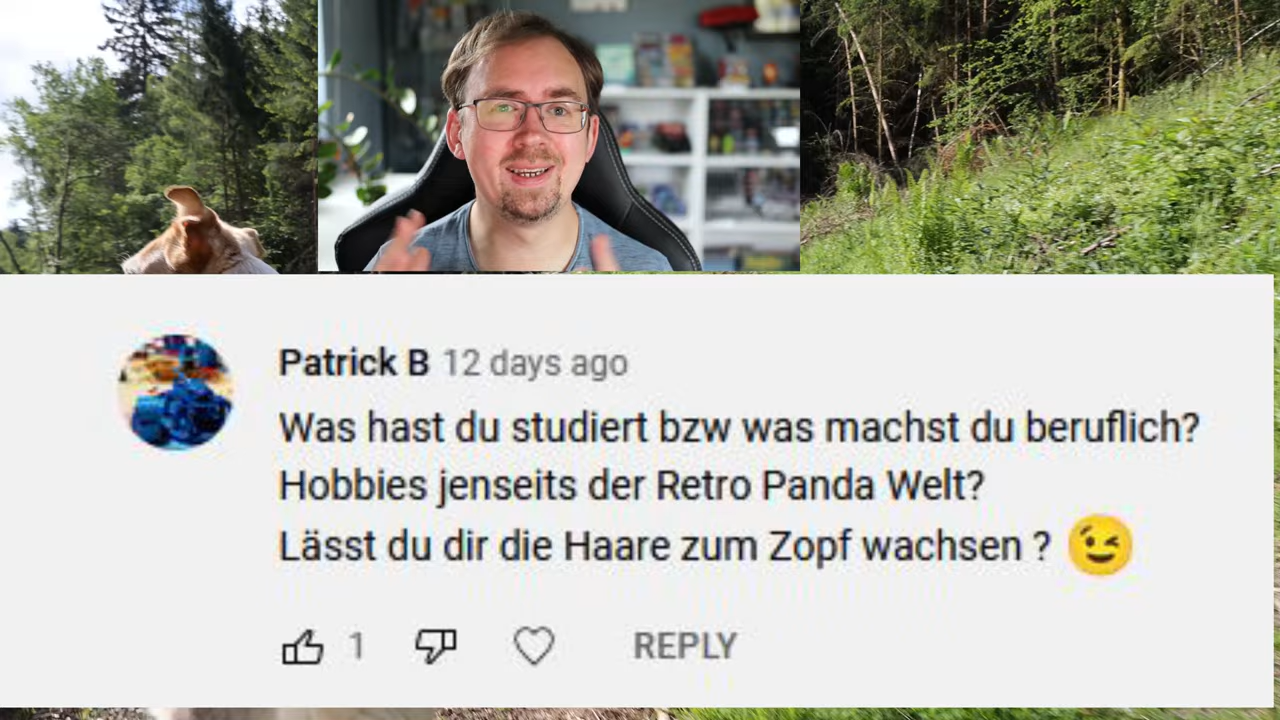 Patrick B 12 days ago
Was hast du studiert bzw was machst du beruflich?
Hobbies jenseits der Retro Panda Welt?
Lässt du dir die Haare zum Zopf wachsen ? 😉
1 REPLY